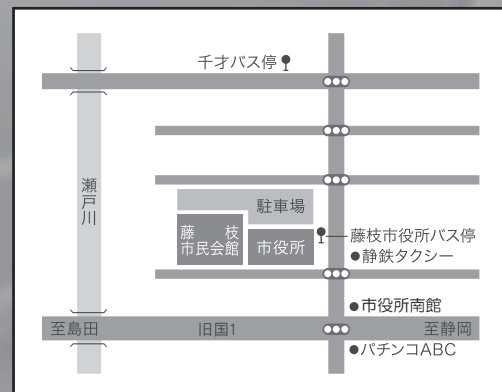 千才バス停
瀬戸川
駐車場
藤枝
市民会館
市役所
藤枝市役所バス停
●静鉄タクシー
●市役所南館
至島田
旧国1
至静岡
●パチンコABC